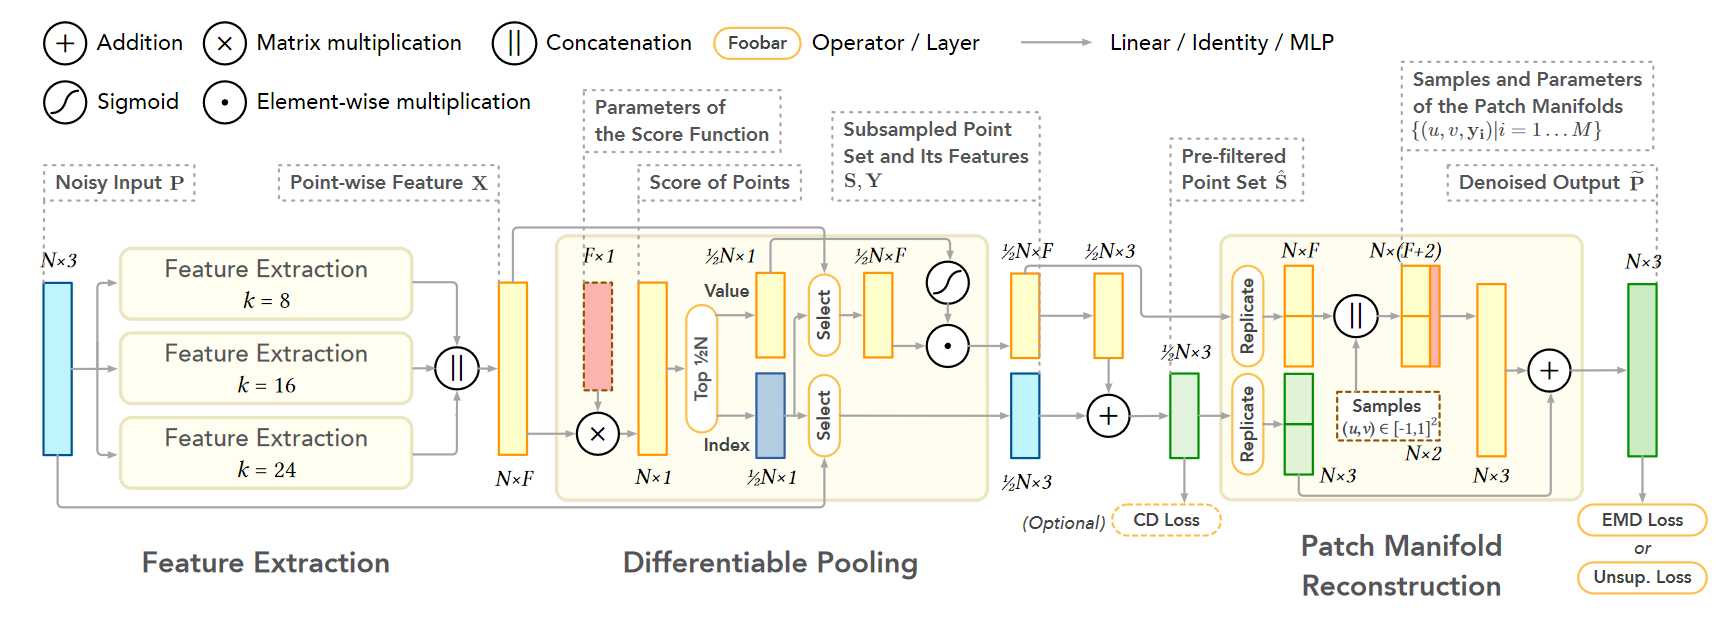 + Addition × Matrix multiplication || Concatenation Foobar Operator / Layer Linear / Identity / MLP
Sigmoid · Element-wise multiplication
Parameters of
the Score Function
Samples and Parameters
of the Patch Manifolds
{(u, v, yᵢ)|i = 1 … M}
Subsampled Point
Set and Its Features
S, Y
Pre-filtered
Point Set Ŝ
Noisy Input P
Point-wise Feature X
Score of Points
Denoised Output P̃
N×3
Feature Extraction
k = 8
Feature Extraction
k = 16
Feature Extraction
k = 24
||
N×F
F×1
×
N×1
Top ½N
Value
Index
½N×1
½N×1
Select
Select
½N×F
·
½N×F
½N×3
½N×3
+
½N×3
(Optional) CD Loss
Replicate
Replicate
N×F
N×3
||
Samples
(u,v) ∈ [-1,1]²
N×2
N×(F+2)
N×3
+
N×3
EMD Loss
or
Unsup. Loss
Feature Extraction
Differentiable Pooling
Patch Manifold
Reconstruction